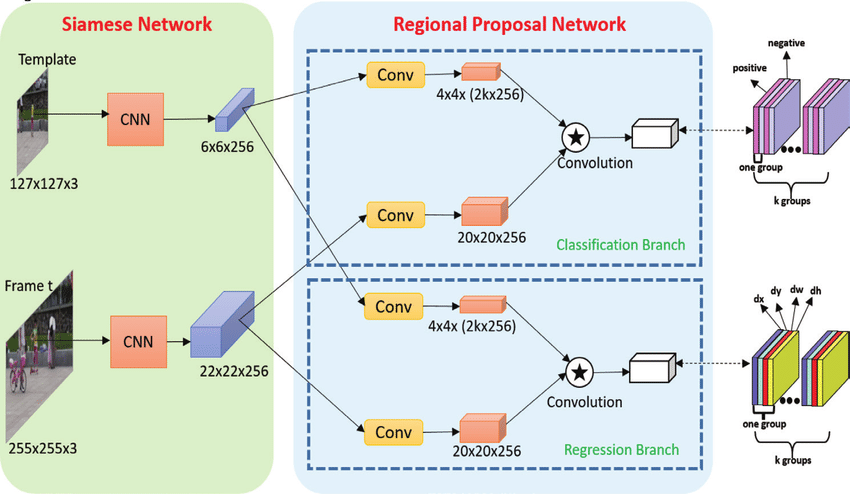 Siamese Network
Regional Proposal Network
Template
CNN
127x127x3
6x6x256
Frame t
CNN
255x255x3
22x22x256
Conv
4x4x (2kx256)
Convolution
Conv
20x20x256
Classification Branch
Conv
4x4x (2kx256)
Convolution
Conv
20x20x256
Regression Branch
negative
positive
one group
k groups
dx
dy
dw
dh
one group
k groups